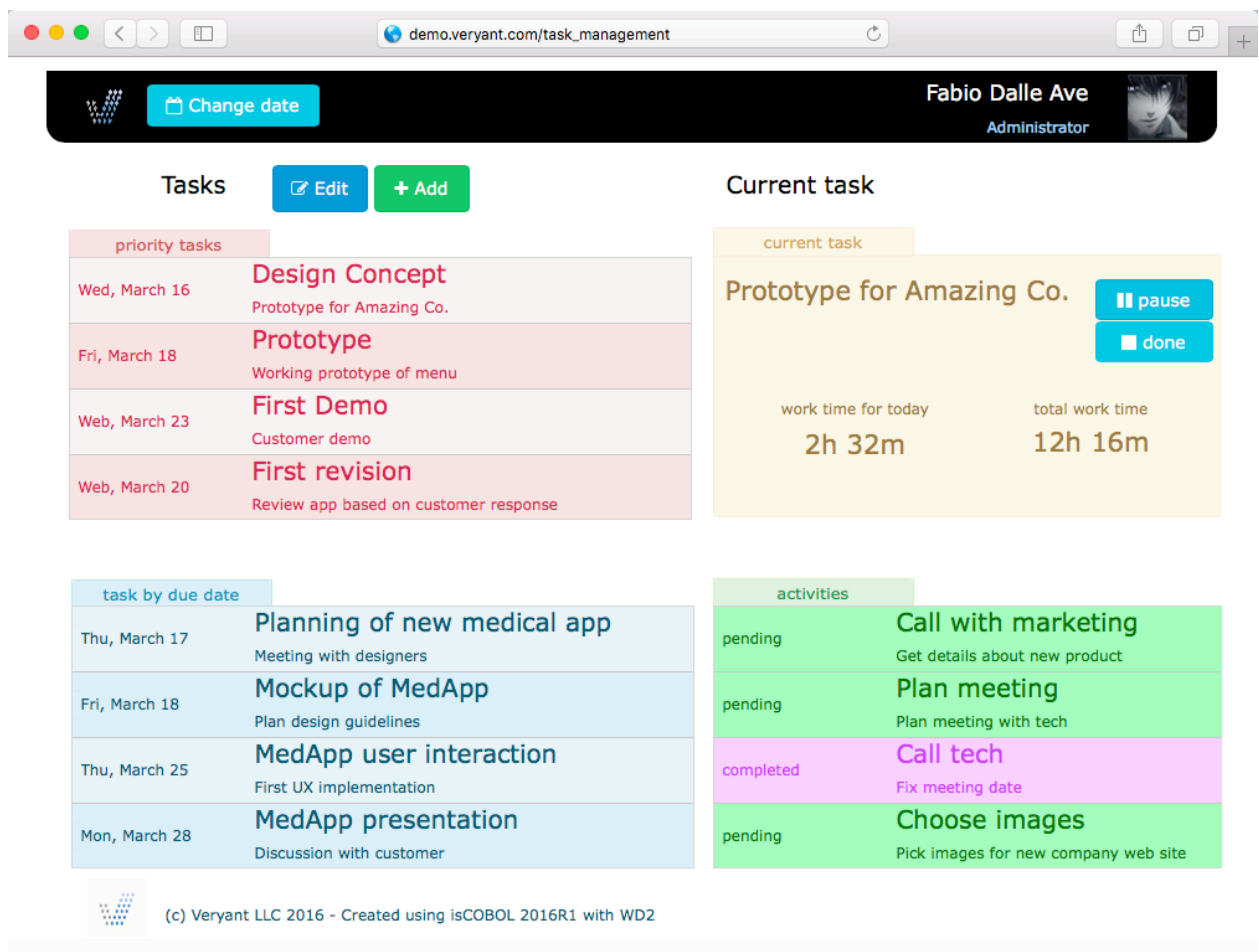 demo.veryant.com/task_management
Change date
Fabio Dalle Ave
Administrator
Tasks
Edit
Add
Current task
priority tasks
Wed, March 16
Design Concept
Prototype for Amazing Co.
Fri, March 18
Prototype
Working prototype of menu
Web, March 23
First Demo
Customer demo
Web, March 20
First revision
Review app based on customer response
current task
Prototype for Amazing Co.
pause
done
work time for today
total work time
2h 32m
12h 16m
task by due date
Thu, March 17
Planning of new medical app
Meeting with designers
Fri, March 18
Mockup of MedApp
Plan design guidelines
Thu, March 25
MedApp user interaction
First UX implementation
Mon, March 28
MedApp presentation
Discussion with customer
activities
pending
Call with marketing
Get details about new product
pending
Plan meeting
Plan meeting with tech
completed
Call tech
Fix meeting date
pending
Choose images
Pick images for new company web site
(c) Veryant LLC 2016 - Created using isCOBOL 2016R1 with WD2